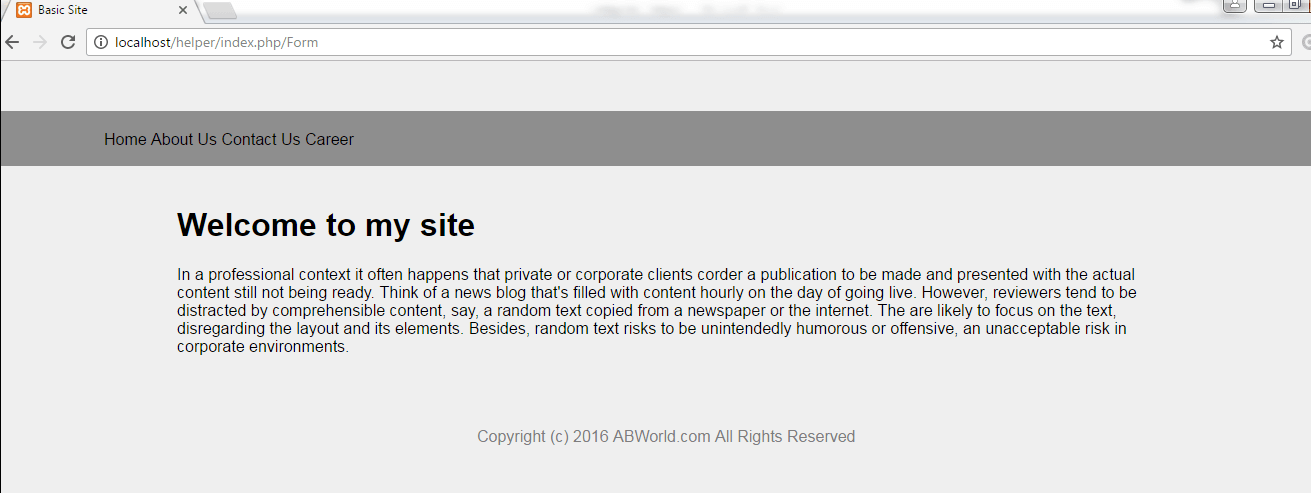 Basic Site
localhost/helper/index.php/Form
Home About Us Contact Us Career
Welcome to my site
In a professional context it often happens that private or corporate clients corder a publication to be made and presented with the actual
content still not being ready. Think of a news blog that's filled with content hourly on the day of going live. However, reviewers tend to be
distracted by comprehensible content, say, a random text copied from a newspaper or the internet. The are likely to focus on the text,
disregarding the layout and its elements. Besides, random text risks to be unintendedly humorous or offensive, an unacceptable risk in
corporate environments.
Copyright (c) 2016 ABWorld.com All Rights Reserved